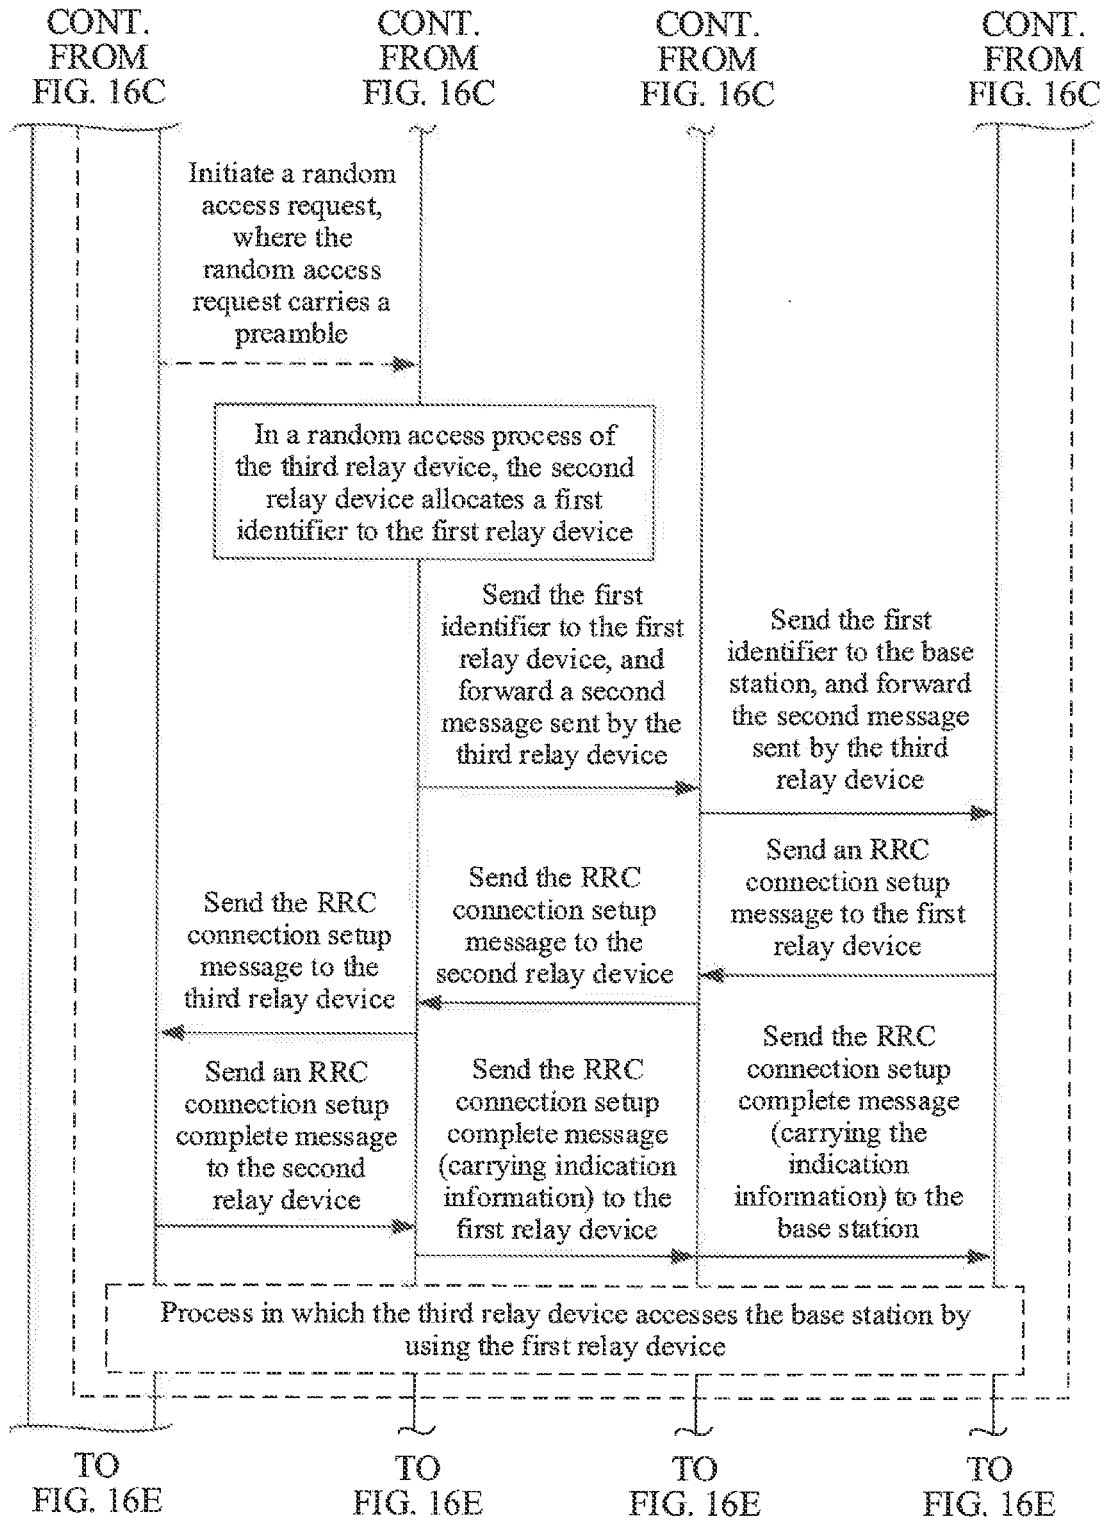 CONT.
FROM
FIG. 16C
CONT.
FROM
FIG. 16C
CONT.
FROM
FIG. 16C
CONT.
FROM
FIG. 16C
Initiate a random
access request,
where the
random access
request carries a
preamble
In a random access process of
the third relay device, the second
relay device allocates a first
identifier to the first relay device
Send the first
identifier to the first
relay device, and
forward a second
message sent by the
third relay device
Send the first
identifier to the base
station, and forward
the second message
sent by the third
relay device
Send an RRC
connection setup
message to the first
relay device
Send the RRC
connection setup
message to the
second relay device
Send the RRC
connection setup
message to the
third relay device
Send an RRC
connection setup
complete message
to the second
relay device
Send the RRC
connection setup
complete message
(carrying indication
information) to the
first relay device
Send the RRC
connection setup
complete message
(carrying the
indication
information) to the
base station
Process in which the third relay device accesses the base station by
using the first relay device
TO
FIG. 16E
TO
FIG. 16E
TO
FIG. 16E
TO
FIG. 16E